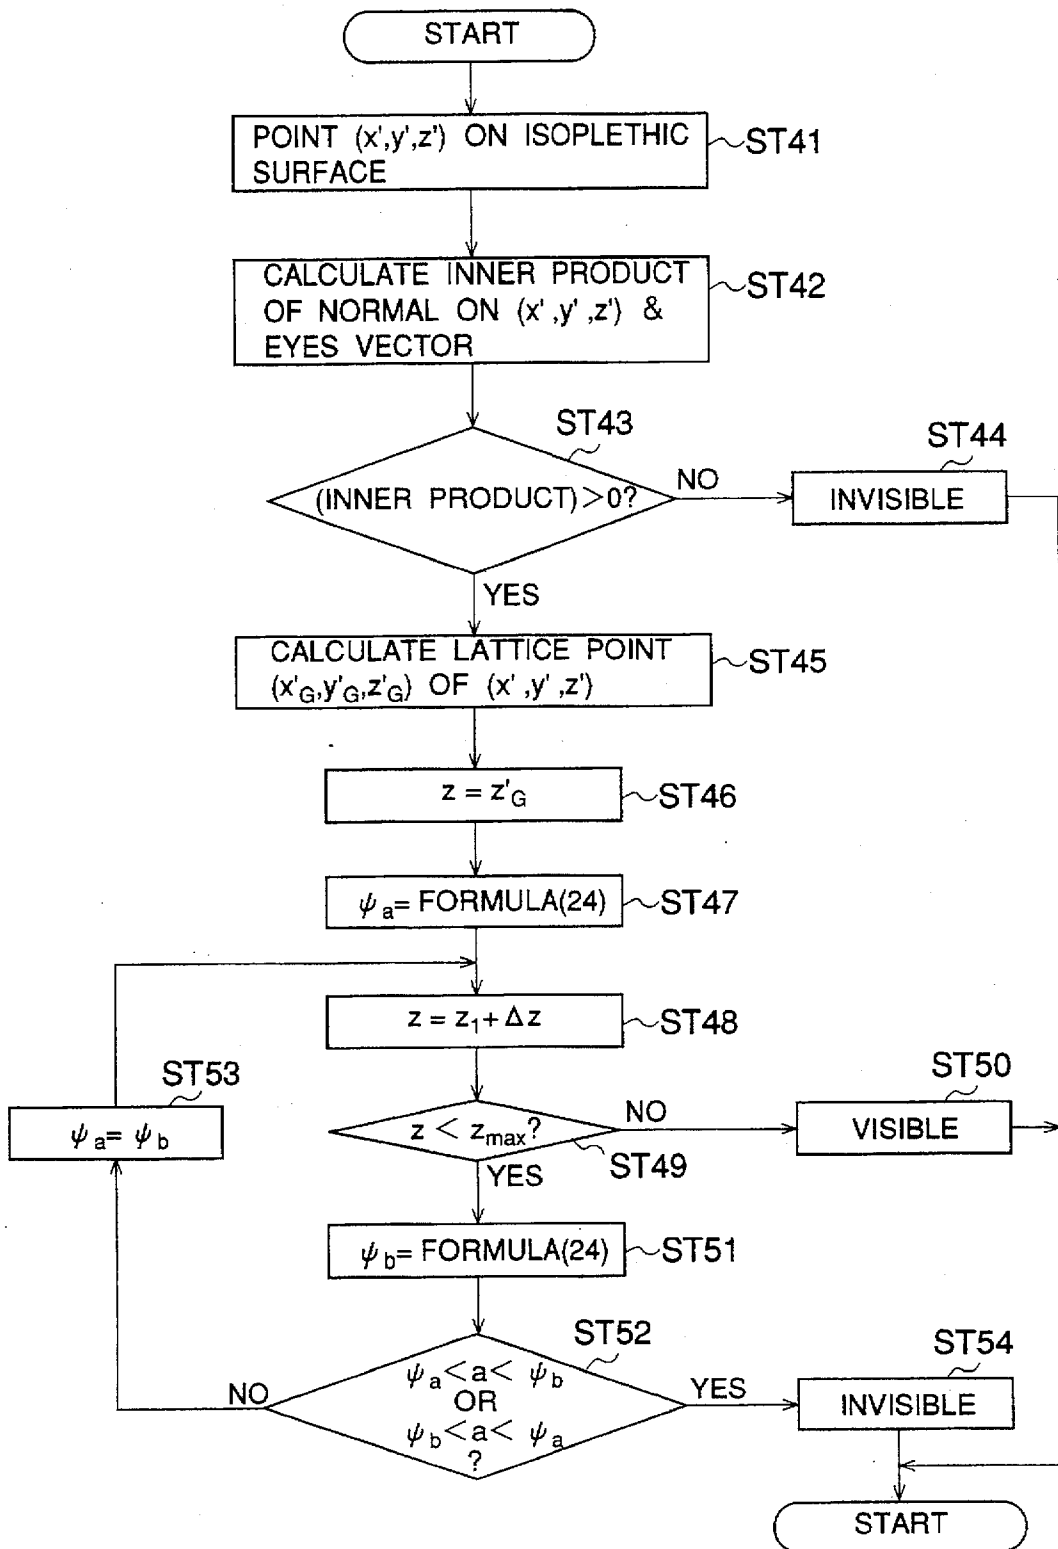 START
POINT (x',y',z') ON ISOPLETHIC
SURFACE
ST41
CALCULATE INNER PRODUCT
OF NORMAL ON (x',y',z') &
EYES VECTOR
ST42
ST43
(INNER PRODUCT)>0?
NO
ST44
INVISIBLE
YES
CALCULATE LATTICE POINT
(x'G,y'G,z'G) OF (x',y',z')
ST45
z = z'G
ST46
ψa= FORMULA(24)
ST47
z = z1+Δz
ST48
ST53
ψa= ψb
z < zmax?
NO
ST50
VISIBLE
ST49
YES
ψb= FORMULA(24)
ST51
ST52
ψa<a< ψb
OR
ψb<a< ψa
?
NO
YES
ST54
INVISIBLE
START